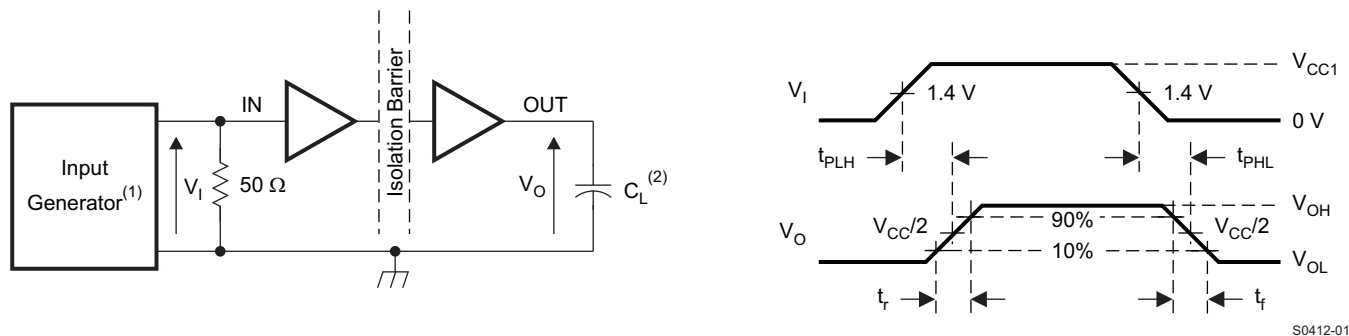 Input
Generator(1)
VI
50 Ω
IN
Isolation Barrier
OUT
VO
CL(2)
VI
1.4 V
1.4 V
VCC1
0 V
tPLH
tPHL
VO
VCC/2
90%
10%
VCC/2
VOH
VOL
tr
tf
S0412-01